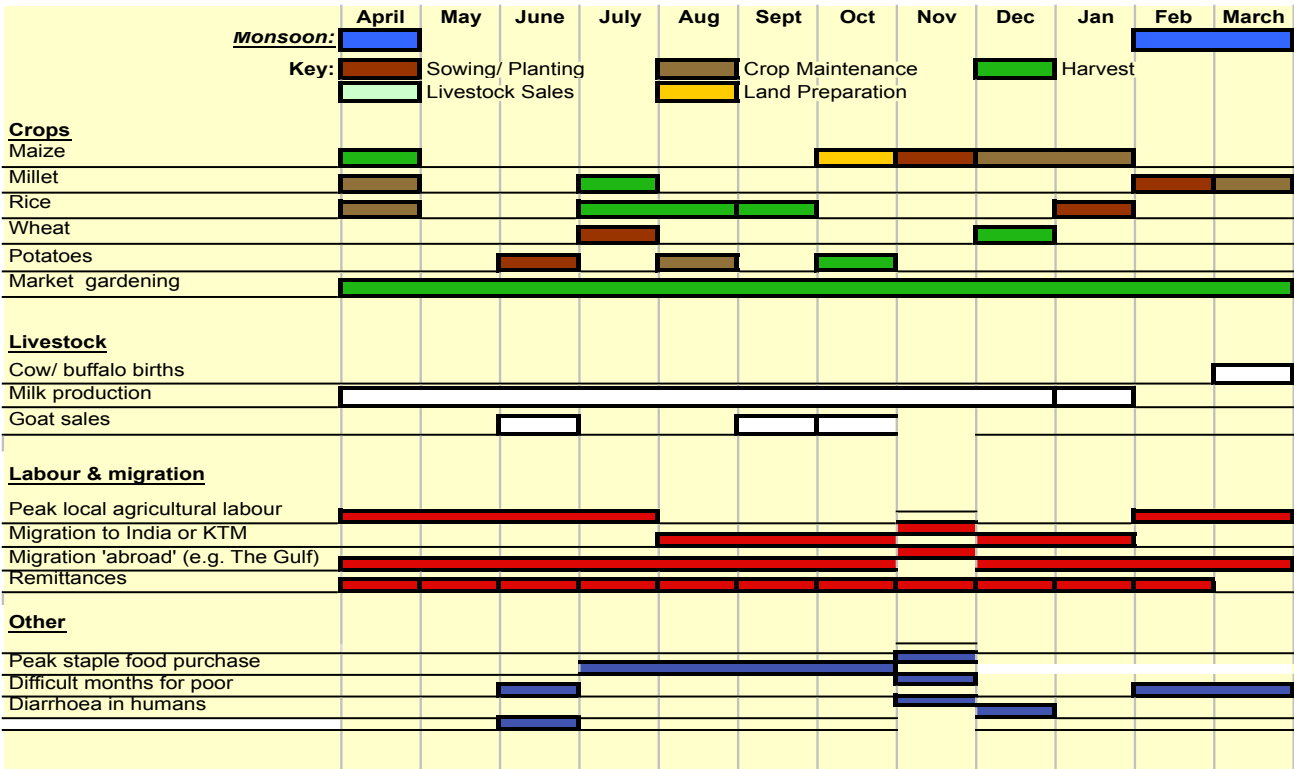 April May June July Aug Sept Oct Nov Dec Jan Feb March
Monsoon:
Key: Sowing/ Planting Crop Maintenance Harvest
Livestock Sales Land Preparation
Crops
Maize
Millet
Rice
Wheat
Potatoes
Market gardening
Livestock
Cow/ buffalo births
Milk production
Goat sales
Labour & migration
Peak local agricultural labour
Migration to India or KTM
Migration 'abroad' (e.g. The Gulf)
Remittances
Other
Peak staple food purchase
Difficult months for poor
Diarrhoea in humans